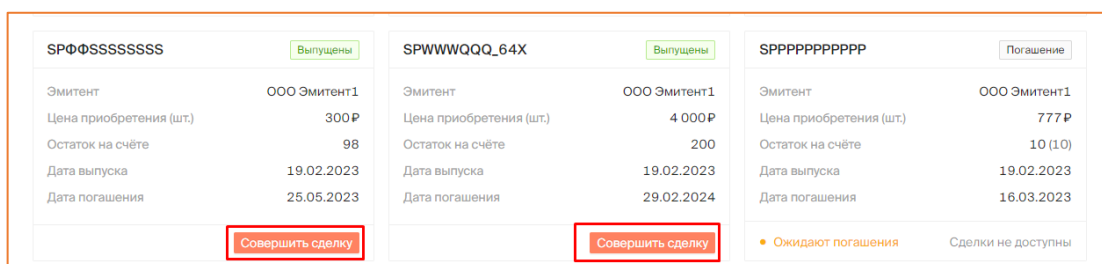 SPФФSSSSSSSS Выпущены
Эмитент ООО Эмитент1
Цена приобретения (шт.) 300 ₽
Остаток на счёте 98
Дата выпуска 19.02.2023
Дата погашения 25.05.2023
Совершить сделку
SPWWWQQQ_64X Выпущены
Эмитент ООО Эмитент1
Цена приобретения (шт.) 4 000 ₽
Остаток на счёте 200
Дата выпуска 19.02.2023
Дата погашения 29.02.2024
Совершить сделку
SPPPPPPPPPPP Погашение
Эмитент ООО Эмитент1
Цена приобретения (шт.) 777 ₽
Остаток на счёте 10 (10)
Дата выпуска 19.02.2023
Дата погашения 16.03.2023
Ожидают погашения Сделки не доступны